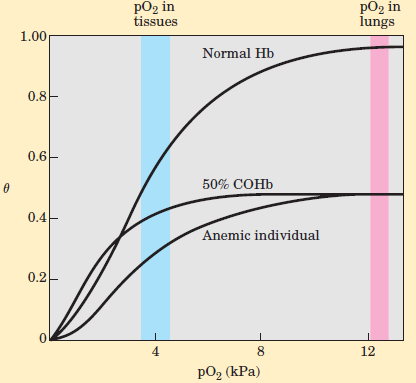 pO₂ in
tissues
pO₂ in
lungs
1.00
0.8
0.6
0.4
0.2
0
θ
Normal Hb
50% COHb
Anemic individual
4
8
12
pO₂ (kPa)